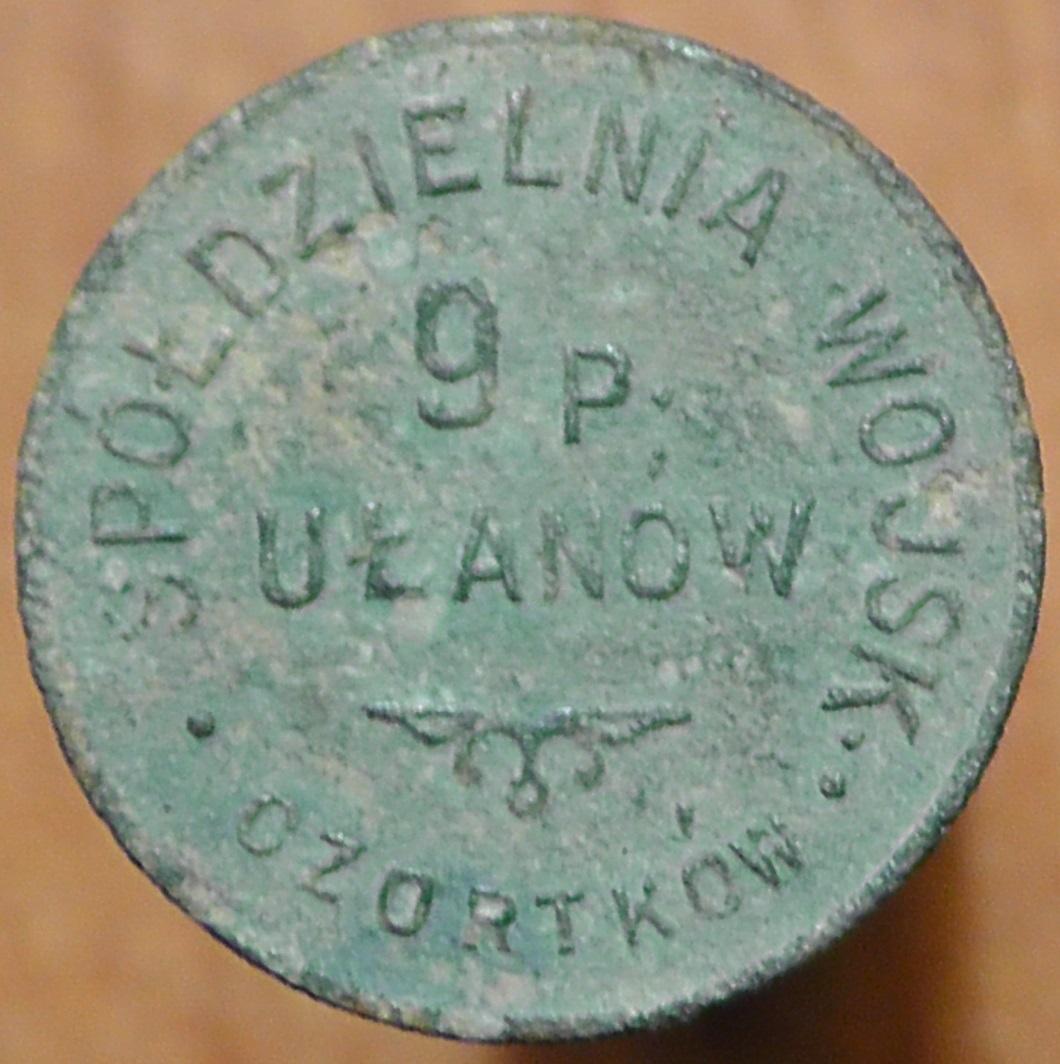 SPÓŁDZIELNIA WOJSK.
9 P.
UŁANÓW
CZORTKÓW